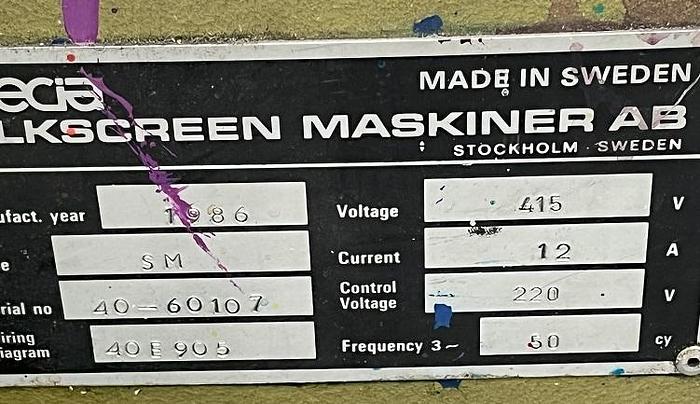 ecia
MADE IN SWEDEN
LKSCREEN MASKINER AB
STOCKHOLM · SWEDEN
ufact. year 1986
Voltage 415 V
e SM
Current 12 A
rial no 40-60107
Control Voltage 220 V
iring iagram 40E905
Frequency 3~ 50 cy